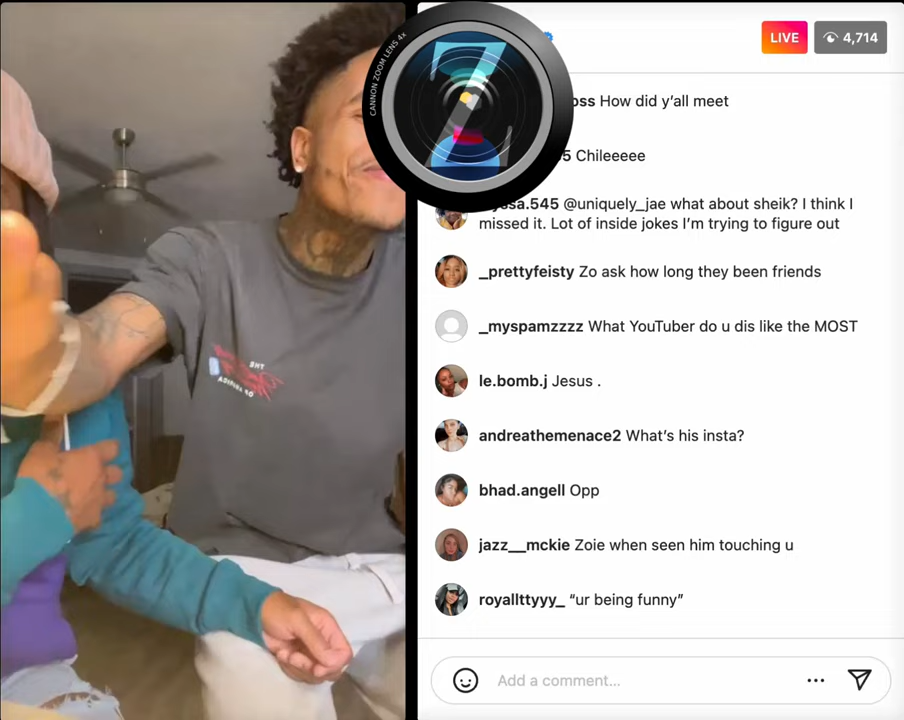 CANNON ZOOM LENS 4x
Z
LIVE
4,714
oss How did y’all meet
5 Chileeeee
ssa.545 @uniquely_jae what about sheik? I think I
missed it. Lot of inside jokes I’m trying to figure out
_prettyfeisty Zo ask how long they been friends
_myspamzzzz What YouTuber do u dis like the MOST
le.bomb.j Jesus .
andreathemenace2 What’s his insta?
bhad.angell Opp
jazz__mckie Zoie when seen him touching u
royallttyyy_ “ur being funny”
Add a comment...
THE